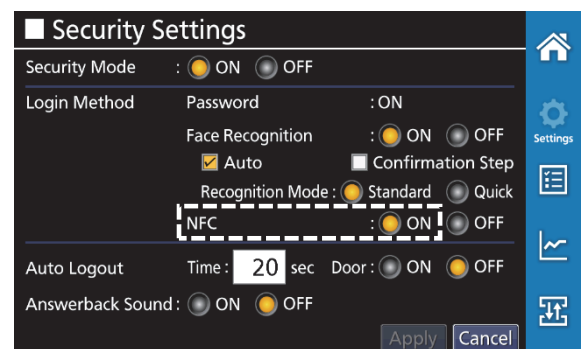 Security Settings
Security Mode : ON OFF
Login Method Password : ON
Face Recognition : ON OFF
Auto Confirmation Step
Recognition Mode : Standard Quick
NFC : ON OFF
Auto Logout Time : 20 sec Door : ON OFF
Answerback Sound : ON OFF
Apply Cancel
Settings